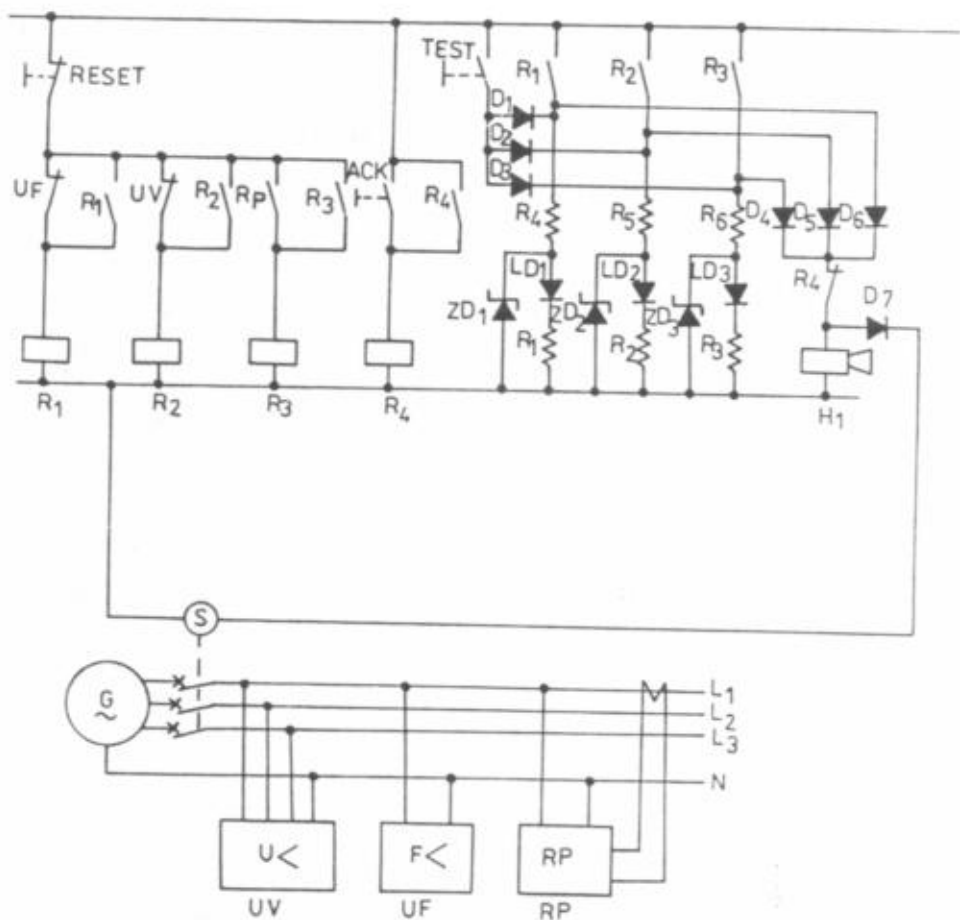 RESET
TEST
R1 R2 R3
D1
D2
D3
UF R1 UV R2 RP R3 ACK R4
R4 R5 R6 D4 D5 D6
LD1 LD2 LD3
R4 D7
ZD1 ZD2 ZD3
R1 R2 R3
R1 R2 R3 R4 H1
S
G
L1
L2
L3
N
U< F< RP
UV UF RP